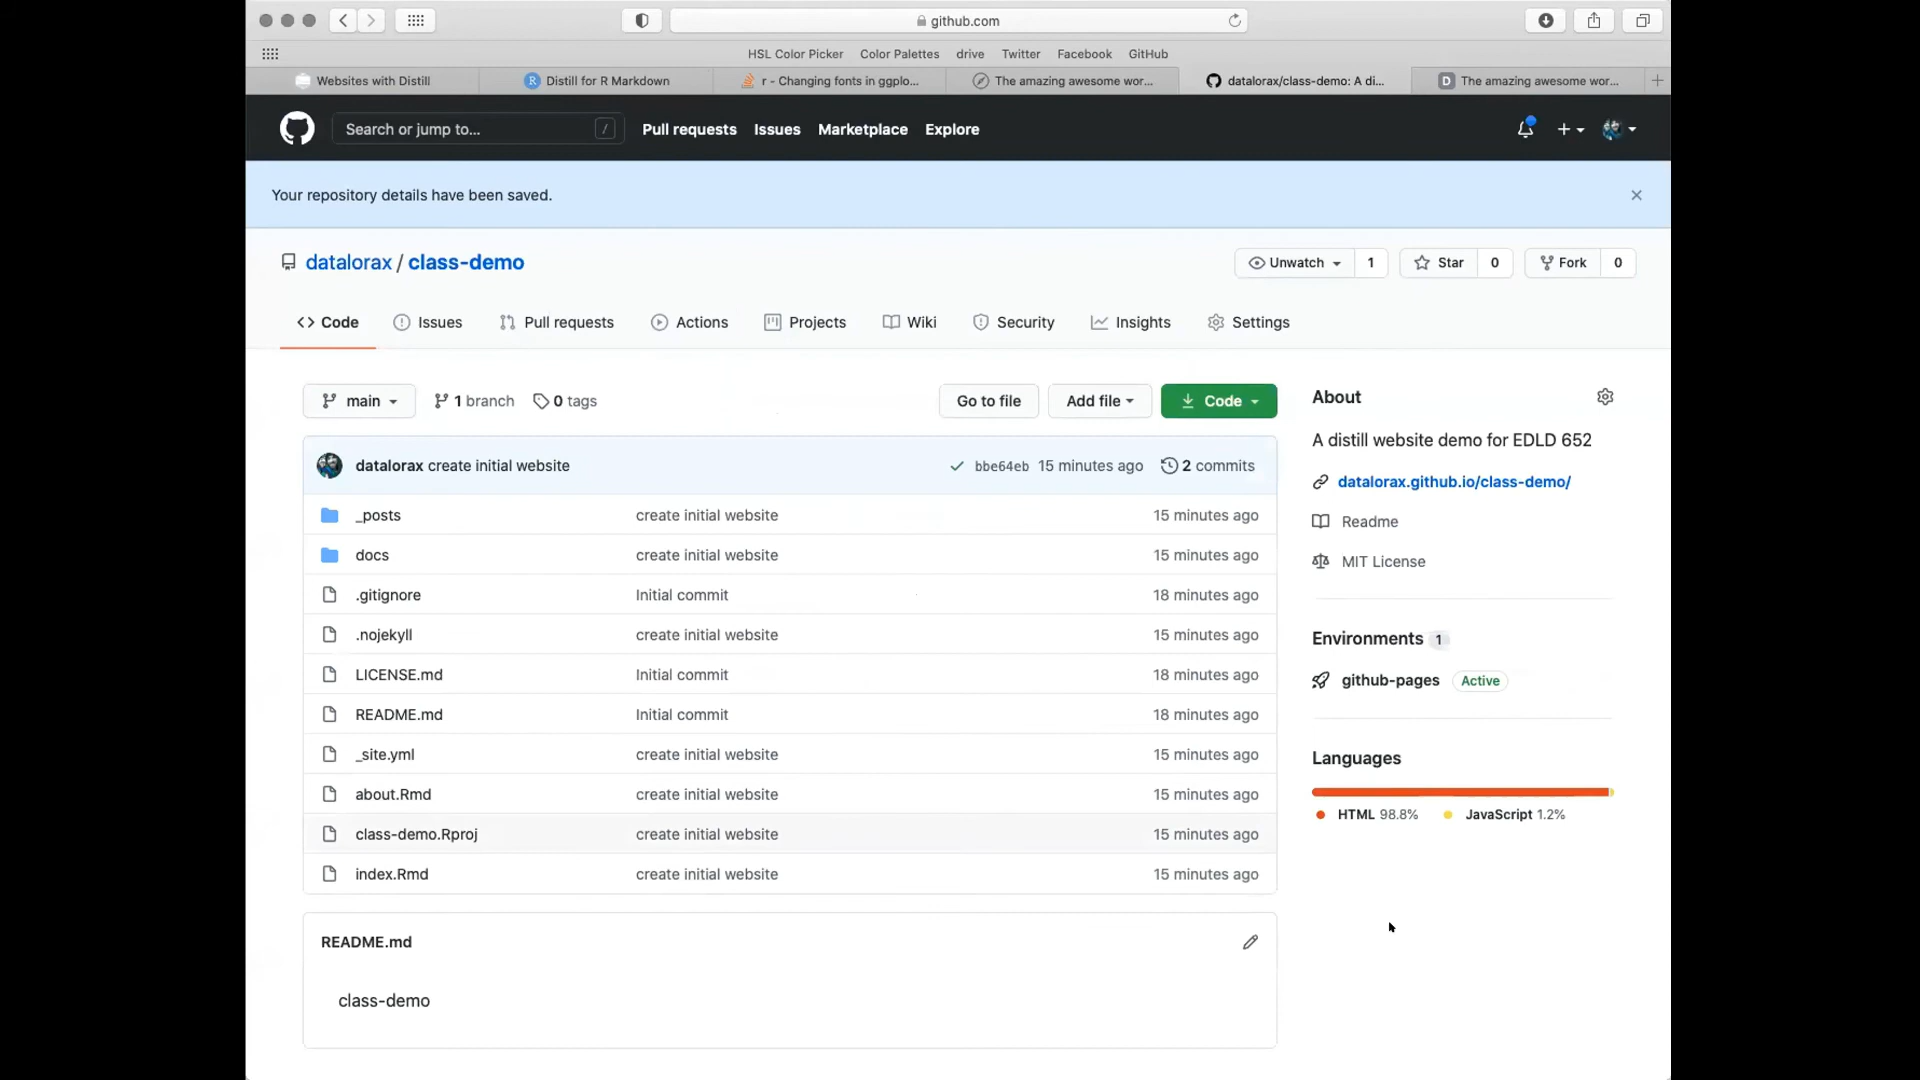 github.com
HSL Color Picker Color Palettes drive Twitter Facebook GitHub
Websites with Distill Distill for R Markdown r - Changing fonts in ggplo... The amazing awesome wor... datalorax/class-demo: A di... The amazing awesome wor...
Search or jump to... / Pull requests Issues Marketplace Explore
Your repository details have been saved.
datalorax / class-demo Unwatch 1 Star 0 Fork 0
Code Issues Pull requests Actions Projects Wiki Security Insights Settings
main 1 branch 0 tags Go to file Add file Code About
A distill website demo for EDLD 652
datalorax create initial website bbe64eb 15 minutes ago 2 commits
datalorax.github.io/class-demo/
_posts create initial website 15 minutes ago Readme
docs create initial website 15 minutes ago MIT License
.gitignore Initial commit 18 minutes ago
.nojekyll create initial website 15 minutes ago Environments 1
LICENSE.md Initial commit 18 minutes ago github-pages Active
README.md Initial commit 18 minutes ago
_site.yml create initial website 15 minutes ago Languages
about.Rmd create initial website 15 minutes ago
HTML 98.8% JavaScript 1.2%
class-demo.Rproj create initial website 15 minutes ago
index.Rmd create initial website 15 minutes ago
README.md
class-demo